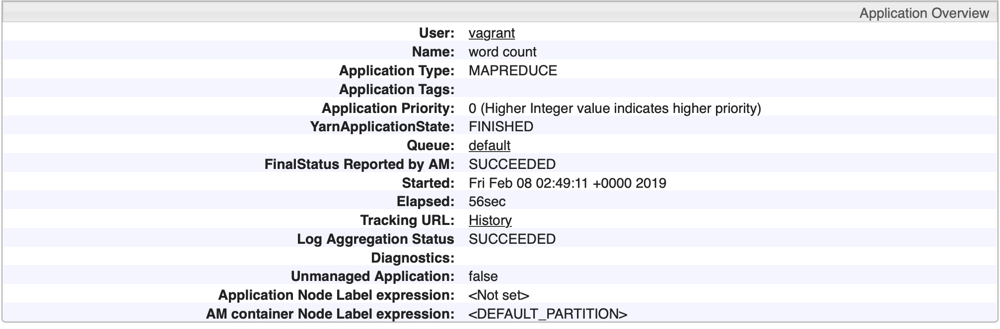 Application Overview
User: vagrant
Name: word count
Application Type: MAPREDUCE
Application Tags:
Application Priority: 0 (Higher Integer value indicates higher priority)
YarnApplicationState: FINISHED
Queue: default
FinalStatus Reported by AM: SUCCEEDED
Started: Fri Feb 08 02:49:11 +0000 2019
Elapsed: 56sec
Tracking URL: History
Log Aggregation Status SUCCEEDED
Diagnostics:
Unmanaged Application: false
Application Node Label expression: <Not set>
AM container Node Label expression: <DEFAULT_PARTITION>